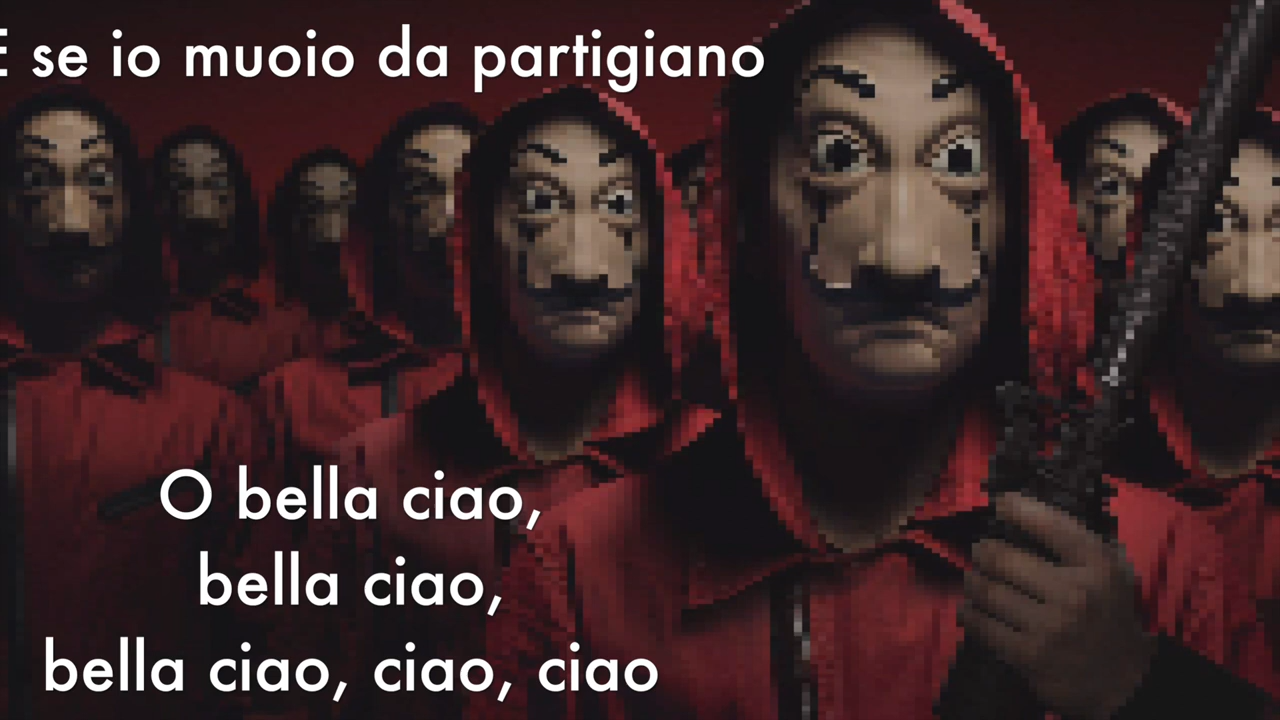 E se io muoio da partigiano
O bella ciao,
bella ciao,
bella ciao, ciao, ciao